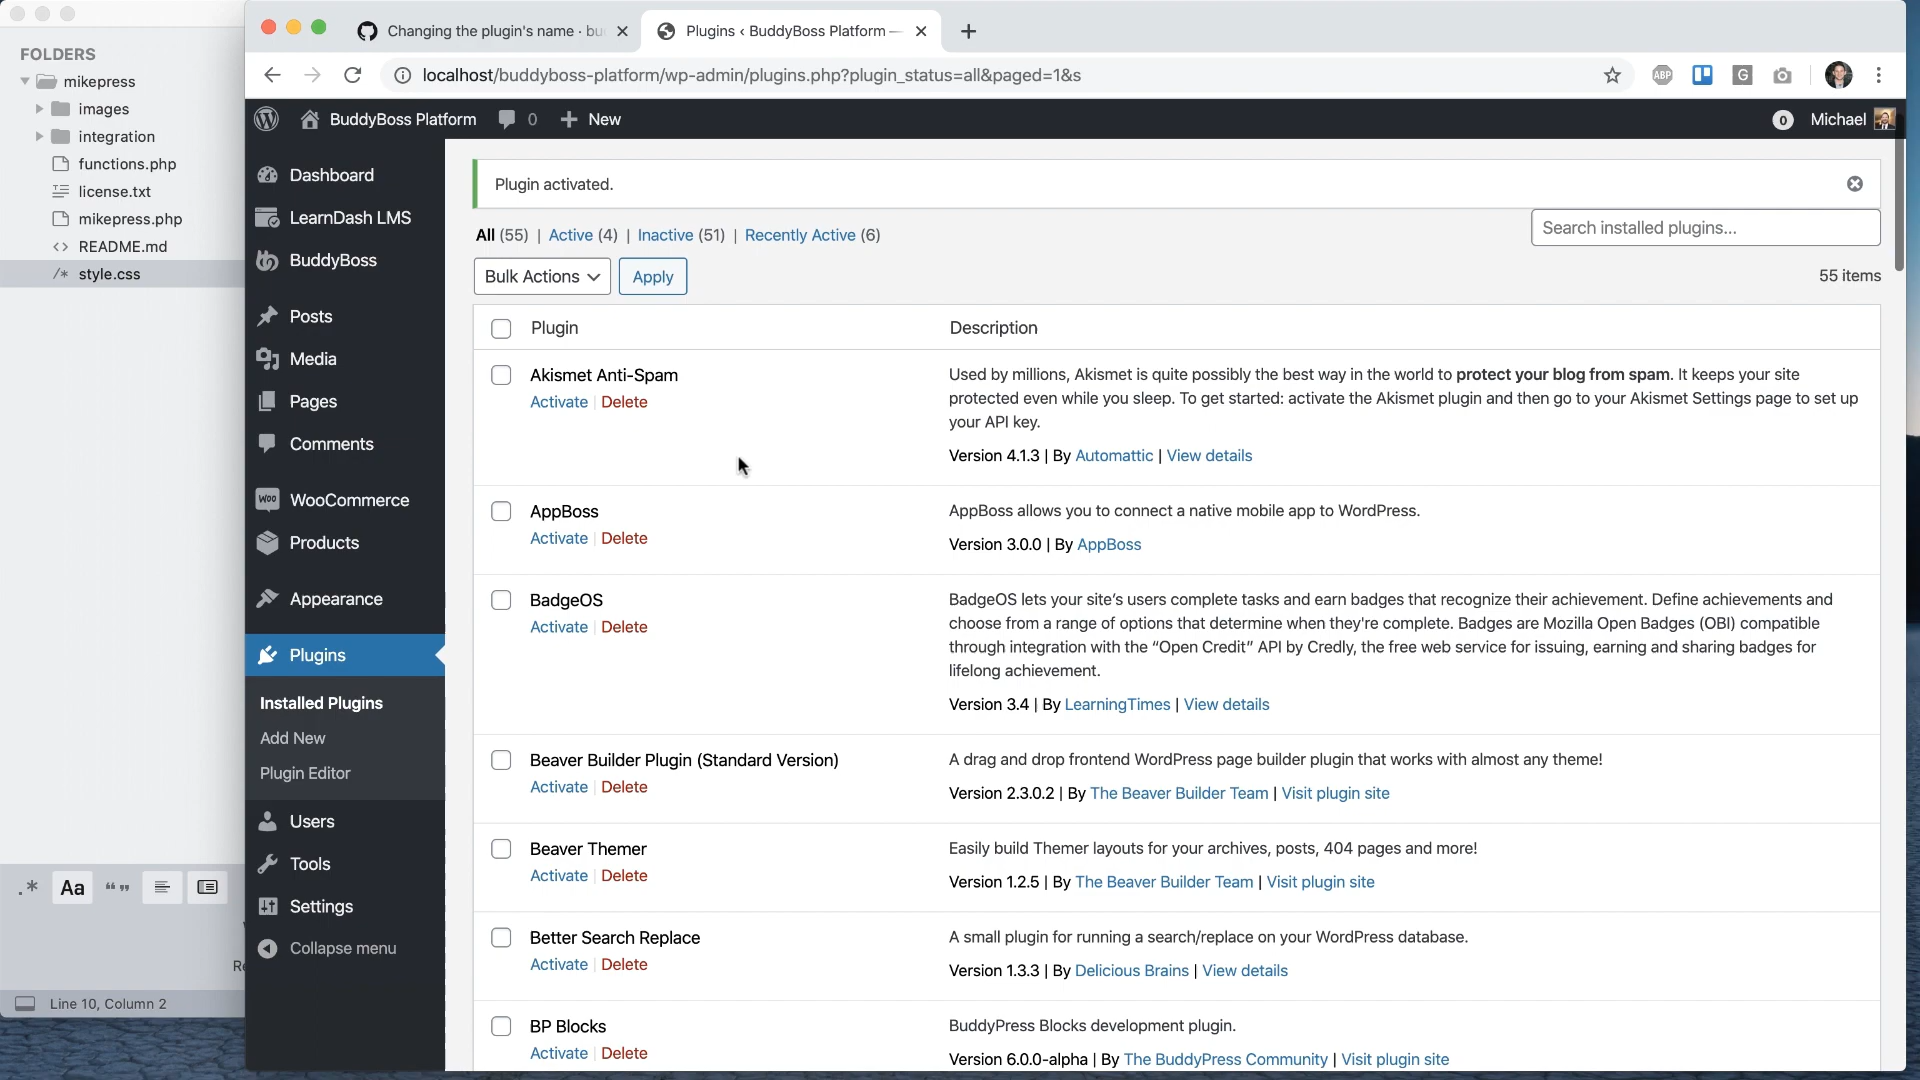 FOLDERS
mikepress
images
integration
functions.php
license.txt
mikepress.php
README.md
/* style.css
.* Aa “ ”
Line 10, Column 2
Changing the plugin's name · bu
Plugins ‹ BuddyBoss Platform —
localhost/buddyboss-platform/wp-admin/plugins.php?plugin_status=all&paged=1&s
ABP
G
BuddyBoss Platform 0 New
0 Michael
Dashboard
LearnDash LMS
BuddyBoss
Posts
Media
Pages
Comments
Woo WooCommerce
Products
Appearance
Plugins
Installed Plugins
Add New
Plugin Editor
Users
Tools
Settings
Collapse menu
Plugin activated.
All (55) | Active (4) | Inactive (51) | Recently Active (6)
Search installed plugins...
Bulk Actions Apply
55 items
Plugin Description
Akismet Anti-Spam
Activate | Delete
Used by millions, Akismet is quite possibly the best way in the world to protect your blog from spam. It keeps your site
protected even while you sleep. To get started: activate the Akismet plugin and then go to your Akismet Settings page to set up
your API key.
Version 4.1.3 | By Automattic | View details
AppBoss
Activate | Delete
AppBoss allows you to connect a native mobile app to WordPress.
Version 3.0.0 | By AppBoss
BadgeOS
Activate | Delete
BadgeOS lets your site’s users complete tasks and earn badges that recognize their achievement. Define achievements and
choose from a range of options that determine when they're complete. Badges are Mozilla Open Badges (OBI) compatible
through integration with the “Open Credit” API by Credly, the free web service for issuing, earning and sharing badges for
lifelong achievement.
Version 3.4 | By LearningTimes | View details
Beaver Builder Plugin (Standard Version)
Activate | Delete
A drag and drop frontend WordPress page builder plugin that works with almost any theme!
Version 2.3.0.2 | By The Beaver Builder Team | Visit plugin site
Beaver Themer
Activate | Delete
Easily build Themer layouts for your archives, posts, 404 pages and more!
Version 1.2.5 | By The Beaver Builder Team | Visit plugin site
Better Search Replace
Activate | Delete
A small plugin for running a search/replace on your WordPress database.
Version 1.3.3 | By Delicious Brains | View details
BP Blocks
Activate | Delete
BuddyPress Blocks development plugin.
Version 6.0.0-alpha | By The BuddyPress Community | Visit plugin site